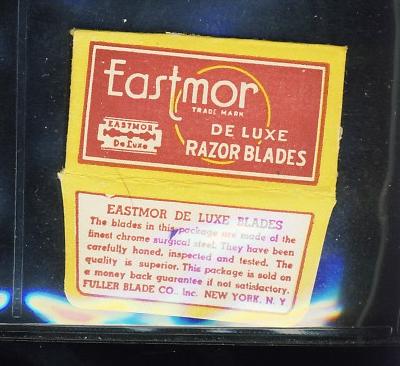 Eastmor
TRADE MARK
EASTMOR
De Luxe
DE LUXE
RAZOR BLADES
EASTMOR DE LUXE BLADES
The blades in this package are made of the
finest chrome surgical steel. They have been
carefully honed, inspected and tested. The
quality is superior. This package is sold on
a money back guarantee if not satisfactory.
FULLER BLADE CO., Inc. NEW YORK, N. Y